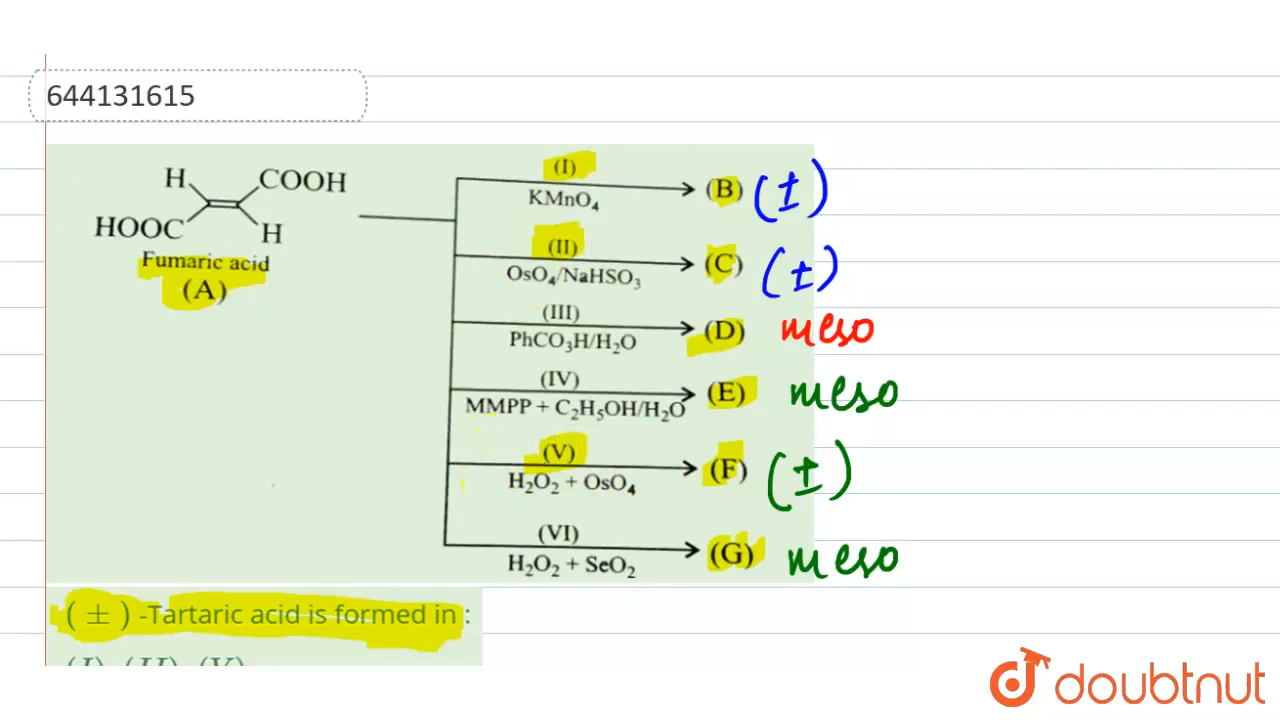 644131615
H COOH
HOOC H
Fumaric acid
(A)
(I)
KMnO₄
(B) (±)
(II)
OsO₄/NaHSO₃
(C) (±)
(III)
PhCO₃H/H₂O
(D) meso
(IV)
MMPP + C₂H₅OH/H₂O
(E) meso
(V)
H₂O₂ + OsO₄
(F) (±)
(VI)
H₂O₂ + SeO₂
(G) meso
(±) -Tartaric acid is formed in :
(I), (II), (V)
doubtnut